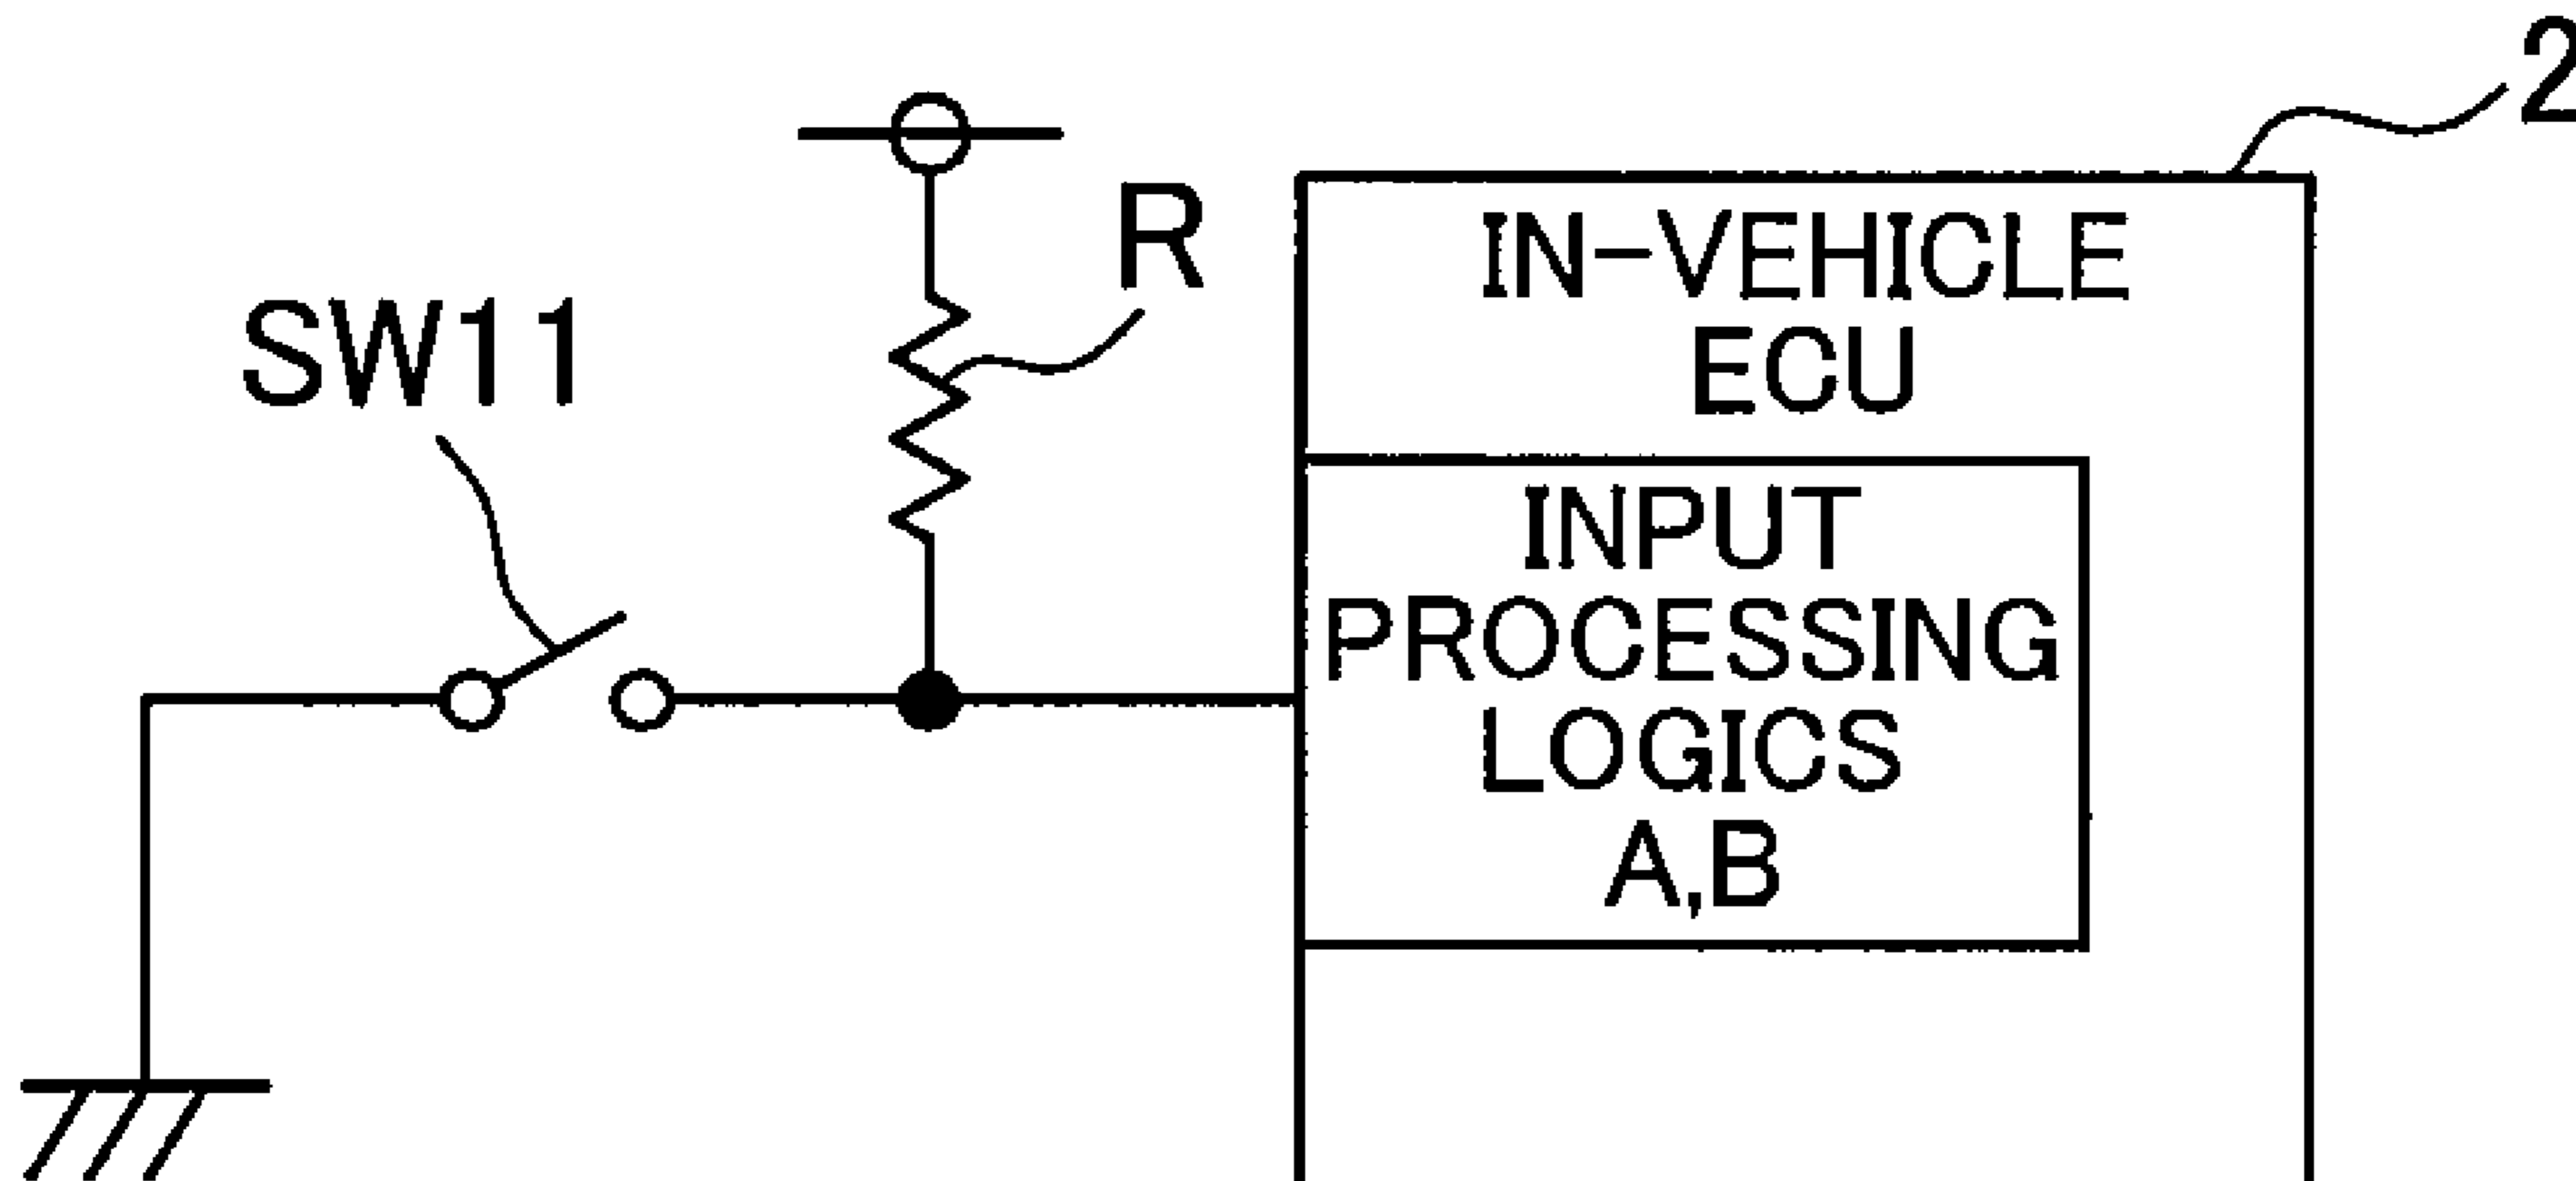 2
R
IN-VEHICLE
ECU
SW11
INPUT
PROCESSING
LOGICS
A,B